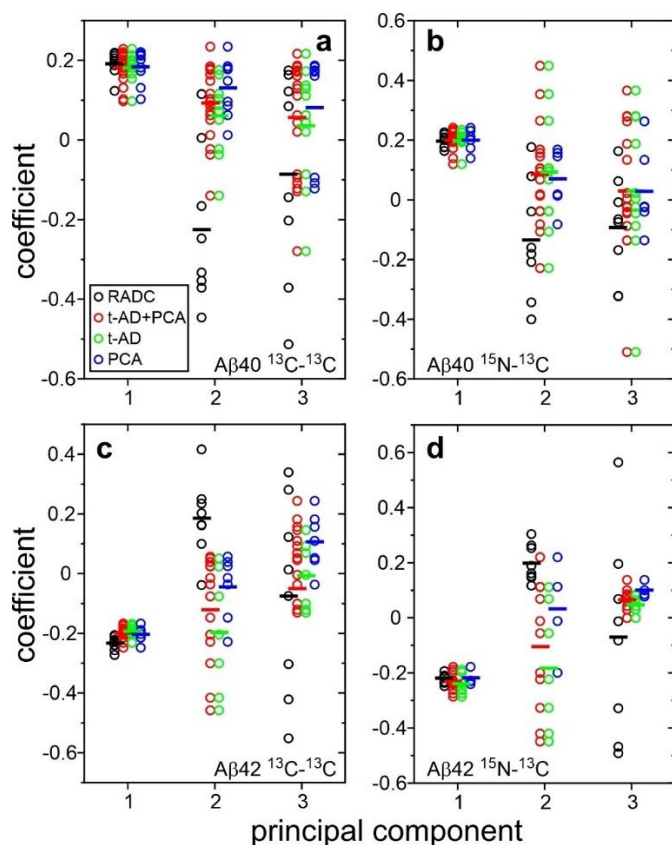 a
b
0.2
0
-0.2
-0.4
-0.6
0.6
0.4
0.2
0
-0.2
-0.4
-0.6
coefficient
RADC
t-AD+PCA
t-AD
PCA
Aβ40 ¹³C-¹³C
Aβ40 ¹⁵N-¹³C
1 2 3
1 2 3
c
d
0.4
0.2
0
-0.2
-0.4
-0.6
0.6
0.4
0.2
0
-0.2
-0.4
-0.6
coefficient
Aβ42 ¹³C-¹³C
Aβ42 ¹⁵N-¹³C
1 2 3
1 2 3
principal component